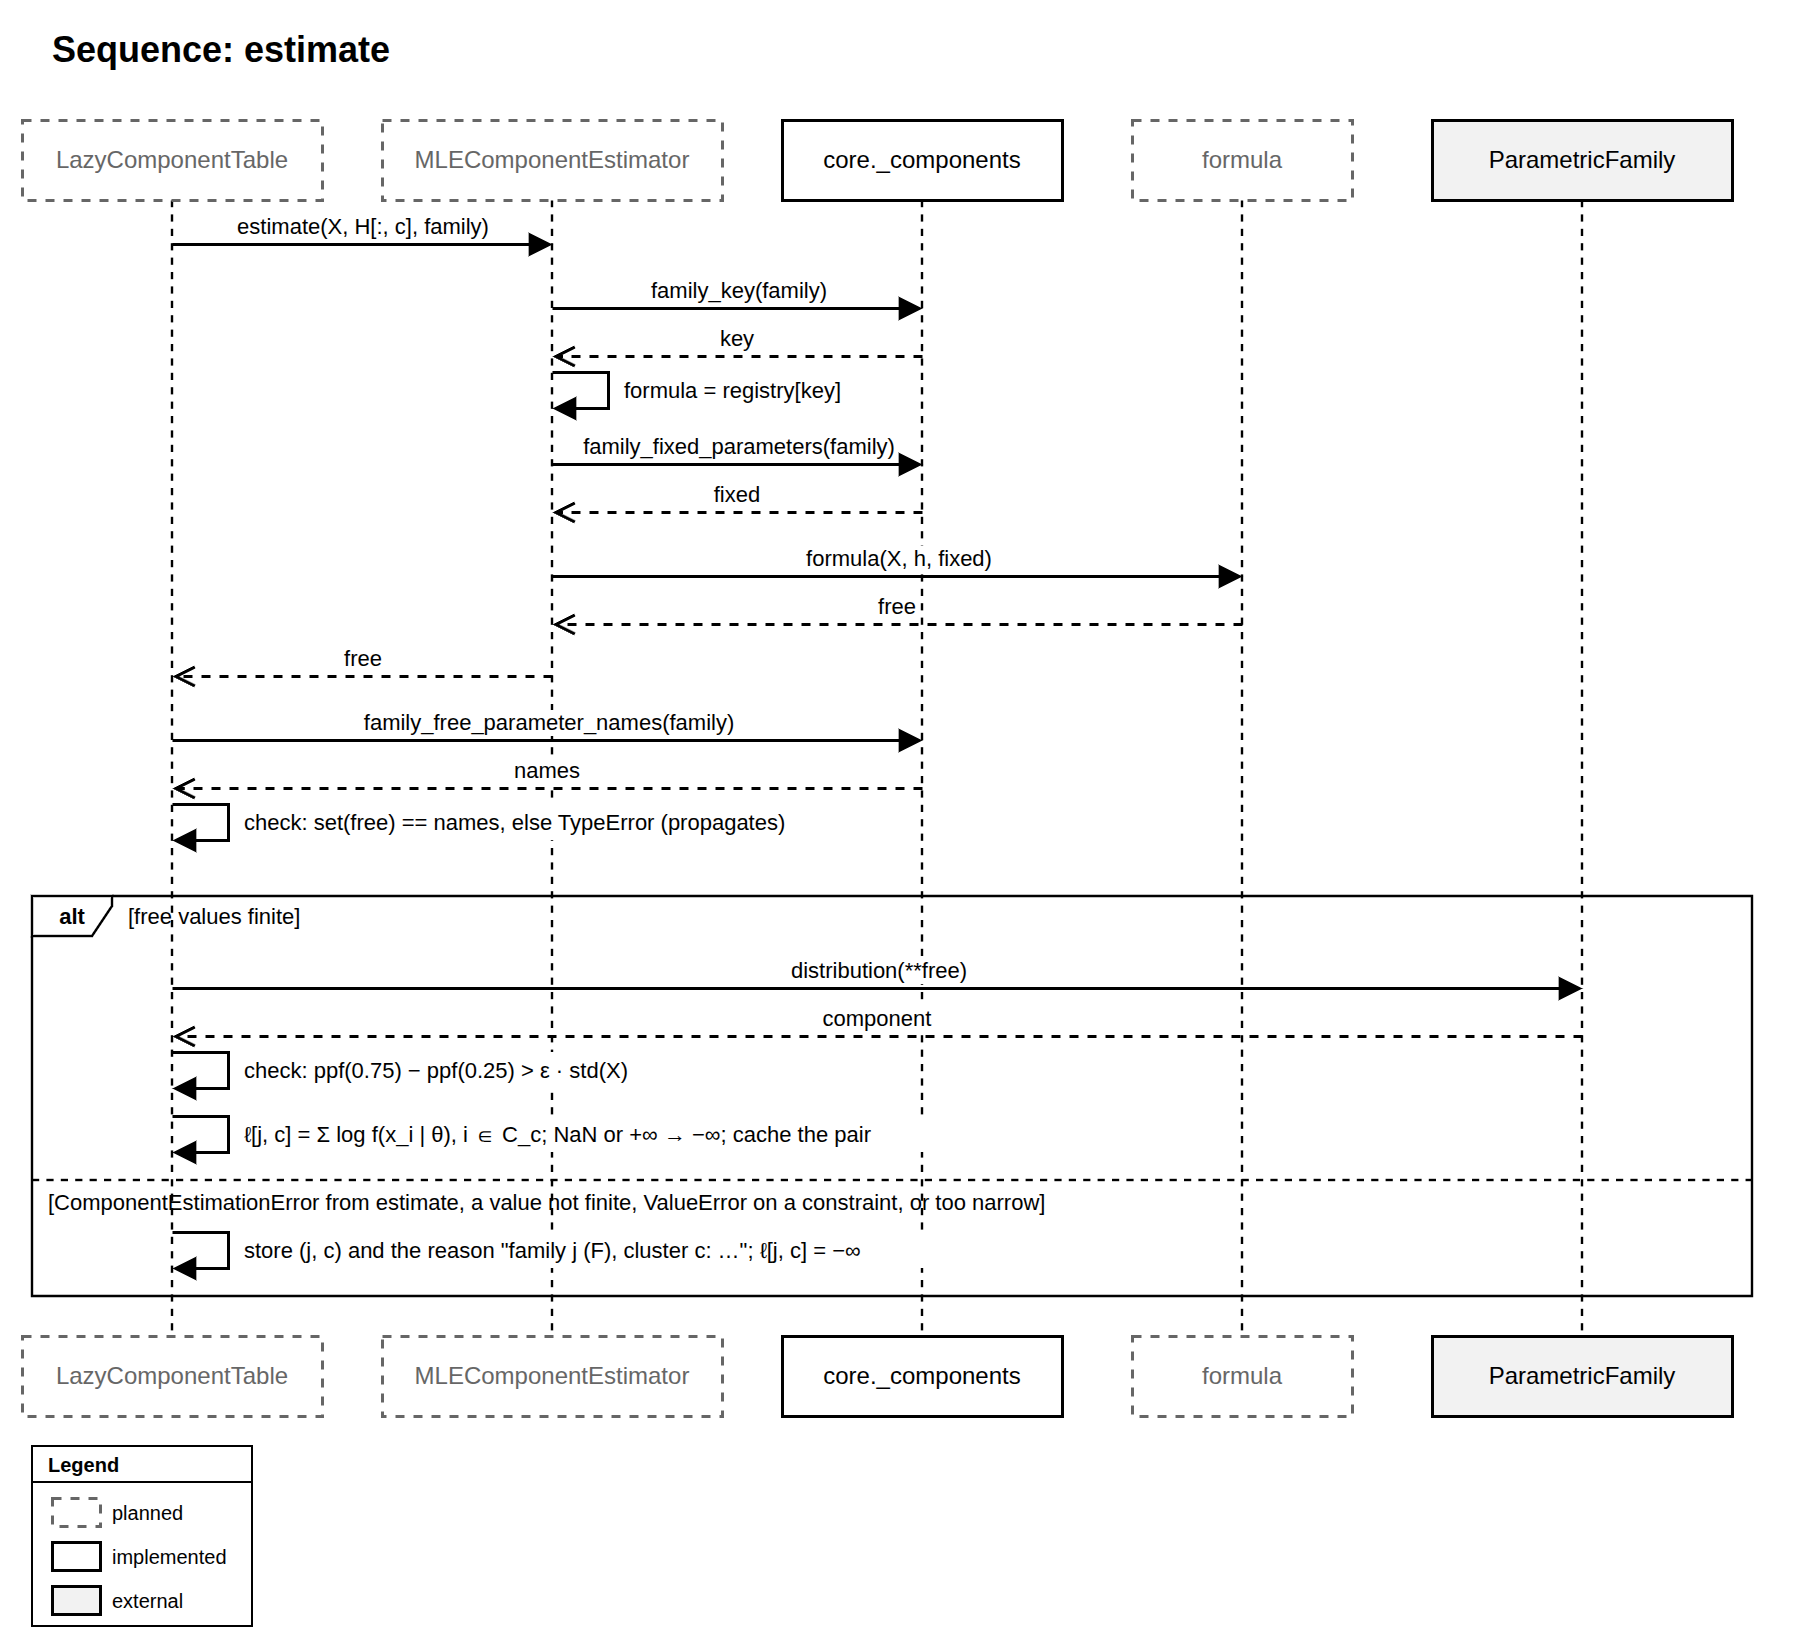 Sequence: estimate
LazyComponentTable
MLEComponentEstimator
core._components
formula
ParametricFamily
estimate(X, H[:, c], family)
family_key(family)
key
formula = registry[key]
family_fixed_parameters(family)
fixed
formula(X, h, fixed)
free
free
family_free_parameter_names(family)
names
check: set(free) == names, else TypeError (propagates)
alt
[free values finite]
distribution(**free)
component
check: ppf(0.75) − ppf(0.25) > ε · std(X)
ℓ[j, c] = Σ log f(x_i | θ), i ∈ C_c; NaN or +∞ → −∞; cache the pair
[ComponentEstimationError from estimate, a value not finite, ValueError on a constraint, or too narrow]
store (j, c) and the reason "family j (F), cluster c: …"; ℓ[j, c] = −∞
LazyComponentTable
MLEComponentEstimator
core._components
formula
ParametricFamily
Legend
planned
implemented
external